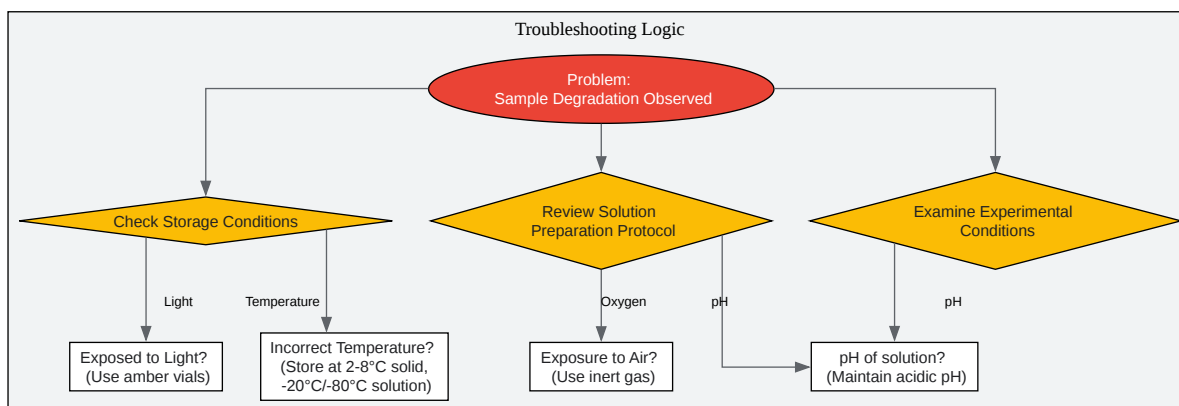 Troubleshooting Logic
Problem:
Sample Degradation Observed
Check Storage Conditions
Review Solution
Preparation Protocol
Examine Experimental
Conditions
Light
Temperature
Oxygen
pH
pH
Exposed to Light?
(Use amber vials)
Incorrect Temperature?
(Store at 2-8°C solid,
-20°C/-80°C solution)
Exposure to Air?
(Use inert gas)
pH of solution?
(Maintain acidic pH)